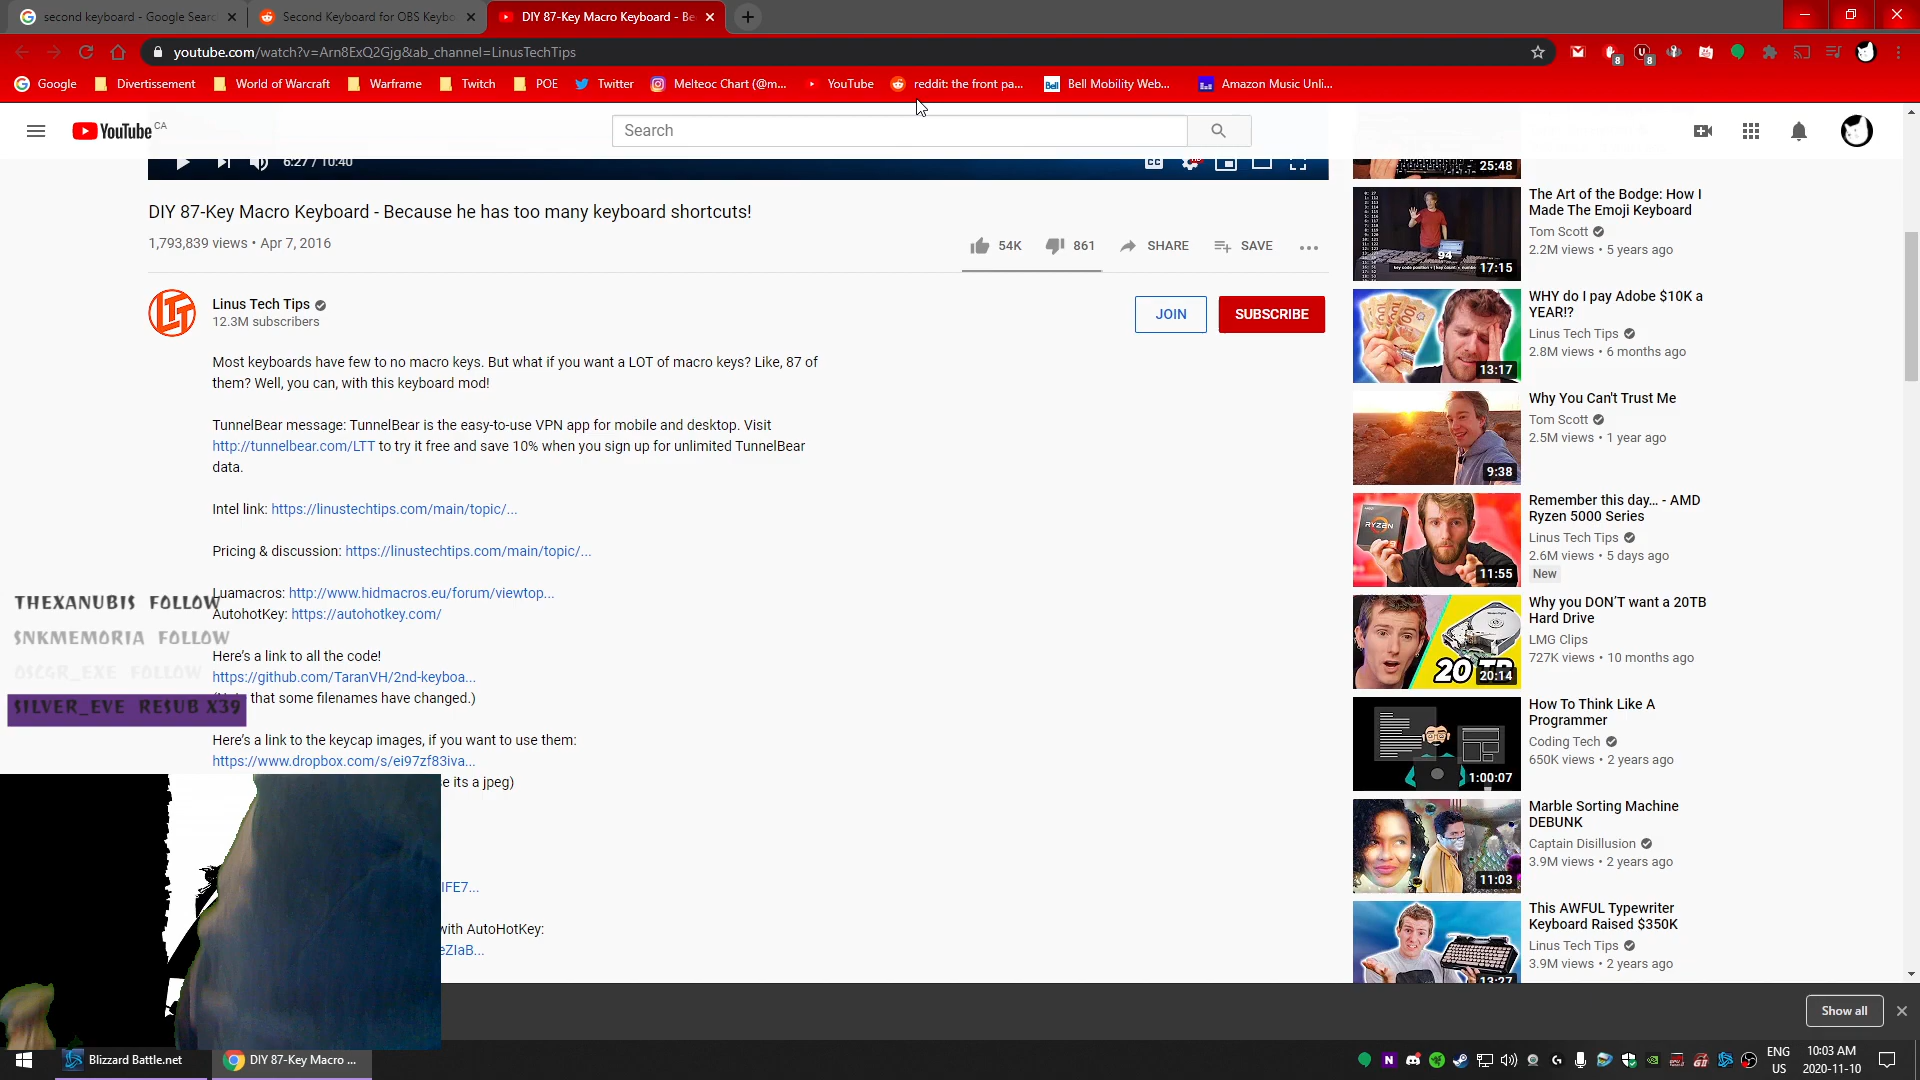 second keyboard - Google Sear
Second Keyboard for OBS Keybo
DIY 87-Key Macro Keyboard - Be
youtube.com/watch?v=Arn8ExQ2Gjg&ab_channel=LinusTechTips
8
8
Google
Divertissement
World of Warcraft
Warframe
Twitch
POE
Twitter
Melteoc Chart (@m...
YouTube
reddit: the front pa...
Bell Mobility Web...
Amazon Music Unli...
YouTube CA
Search
6:27 / 10:40
DIY 87-Key Macro Keyboard - Because he has too many keyboard shortcuts!
1,793,839 views • Apr 7, 2016
54K
861
SHARE
SAVE
Linus Tech Tips
12.3M subscribers
JOIN
SUBSCRIBE
Most keyboards have few to no macro keys. But what if you want a LOT of macro keys? Like, 87 of
them? Well, you can, with this keyboard mod!
TunnelBear message: TunnelBear is the easy-to-use VPN app for mobile and desktop. Visit
http://tunnelbear.com/LTT to try it free and save 10% when you sign up for unlimited TunnelBear
data.
Intel link: https://linustechtips.com/main/topic/...
Pricing & discussion: https://linustechtips.com/main/topic/...
Luamacros: http://www.hidmacros.eu/forum/viewtop...
AutohotKey: https://autohotkey.com/
Here's a link to all the code!
https://github.com/TaranVH/2nd-keyboa...
that some filenames have changed.)
Here's a link to the keycap images, if you want to use them:
https://www.dropbox.com/s/ei97zf83iva...
e its a jpeg)
IFE7...
with AutoHotKey:
eZIaB...
THEXANUBIS FOLLOW
SNKMEMORIA FOLLOW
OSC4R_EXE FOLLOW
SILVER_EVE RESUB X39
25:48
The Art of the Bodge: How I
Made The Emoji Keyboard
Tom Scott
2.2M views • 5 years ago
94
17:15
WHY do I pay Adobe $10K a
YEAR!?
Linus Tech Tips
2.8M views • 6 months ago
13:17
Why You Can't Trust Me
Tom Scott
2.5M views • 1 year ago
9:38
Remember this day... - AMD
Ryzen 5000 Series
Linus Tech Tips
2.6M views • 5 days ago
New
RYZEN
11:55
Why you DON'T want a 20TB
Hard Drive
LMG Clips
727K views • 10 months ago
20 TB
20:14
How To Think Like A
Programmer
Coding Tech
650K views • 2 years ago
1:00:07
Marble Sorting Machine
DEBUNK
Captain Disillusion
3.9M views • 2 years ago
11:03
This AWFUL Typewriter
Keyboard Raised $350K
Linus Tech Tips
3.9M views • 2 years ago
13:27
Show all
Blizzard Battle.net
DIY 87-Key Macro ...
ENG
US
10:03 AM
2020-11-10